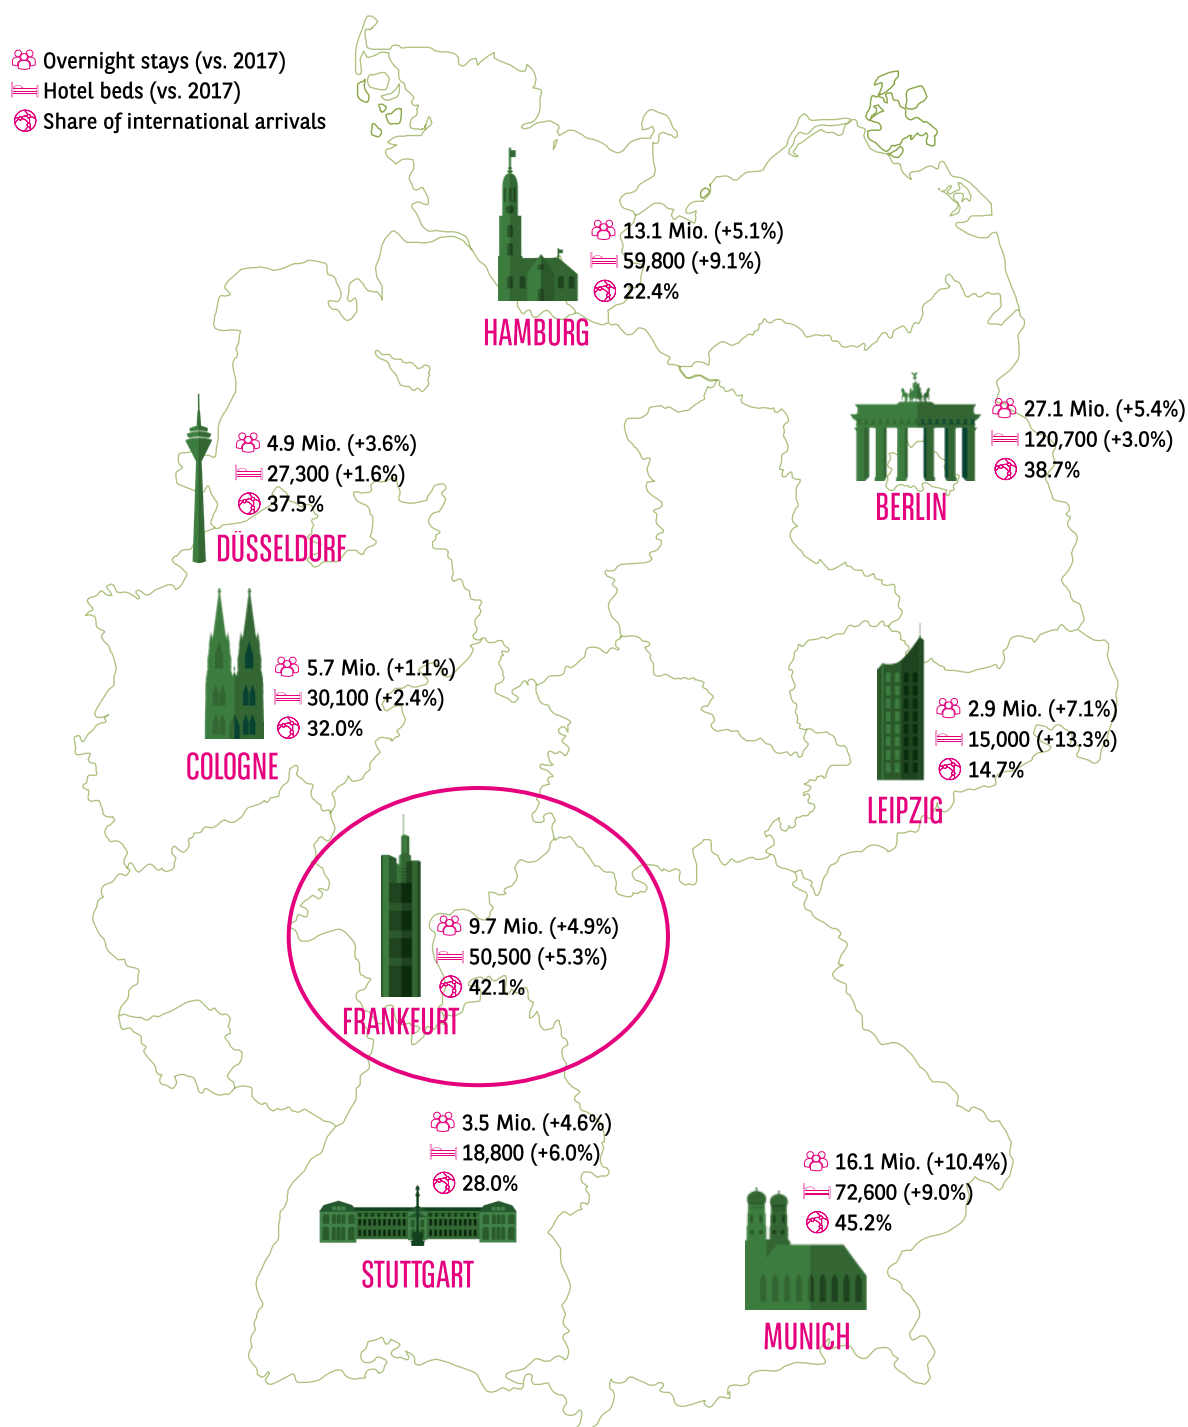 Overnight stays (vs. 2017)
Hotel beds (vs. 2017)
Share of international arrivals
13.1 Mio. (+5.1%)
59,800 (+9.1%)
22.4%
HAMBURG
27.1 Mio. (+5.4%)
120,700 (+3.0%)
38.7%
BERLIN
4.9 Mio. (+3.6%)
27,300 (+1.6%)
37.5%
DÜSSELDORF
5.7 Mio. (+1.1%)
30,100 (+2.4%)
32.0%
COLOGNE
2.9 Mio. (+7.1%)
15,000 (+13.3%)
14.7%
LEIPZIG
9.7 Mio. (+4.9%)
50,500 (+5.3%)
42.1%
FRANKFURT
3.5 Mio. (+4.6%)
18,800 (+6.0%)
28.0%
STUTTGART
16.1 Mio. (+10.4%)
72,600 (+9.0%)
45.2%
MUNICH